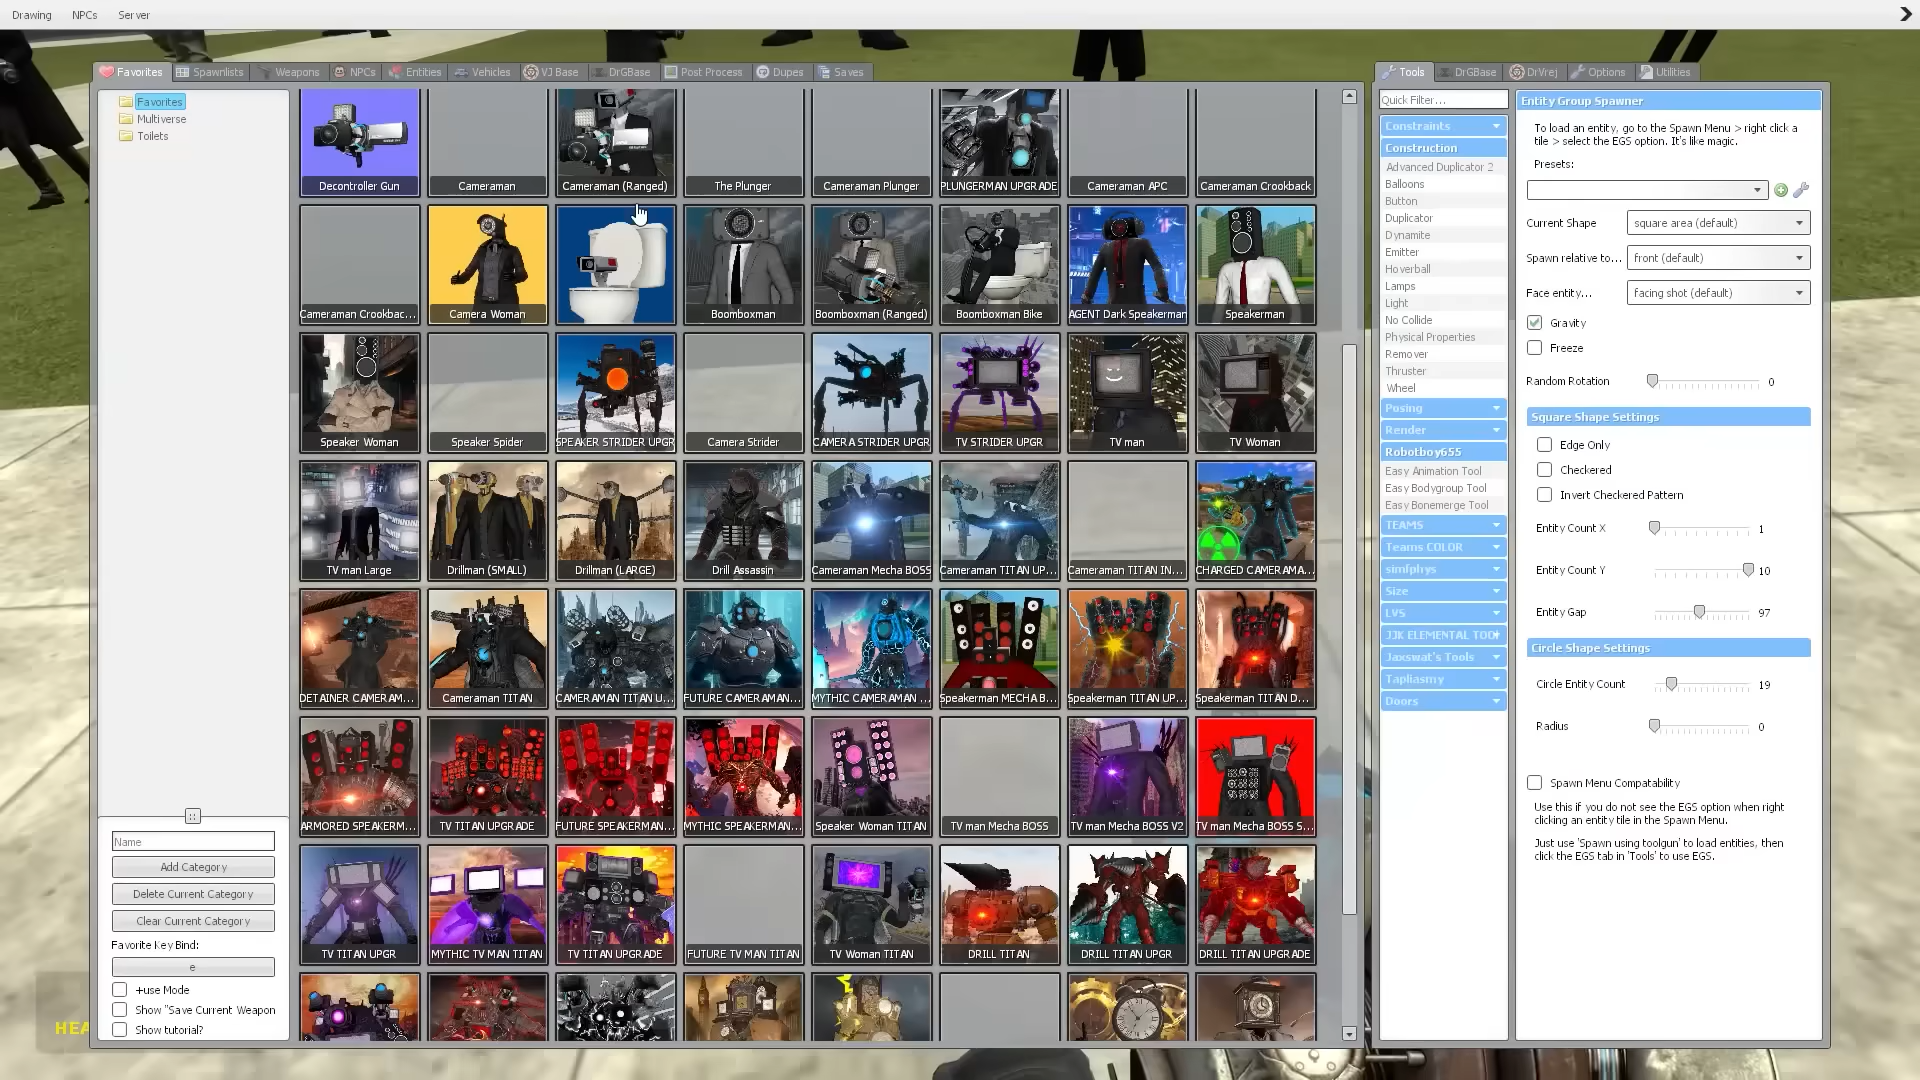 Drawing NPCs Server
Favorites Spawnlists Weapons NPCs Entities Vehicles VJ Base DrGBase Post Process Dupes Saves
Favorites
Multiverse
Toilets
Decontroller Gun
Cameraman
Cameraman (Ranged)
The Plunger
Cameraman Plunger
PLUNGERMAN UPGRADE
Cameraman APC
Cameraman Crookback
Cameraman Crookbac...
Camera Woman
Boomboxman
Boomboxman (Ranged)
Boomboxman Bike
AGENT Dark Speakerman
Speakerman
Speaker Woman
Speaker Spider
SPEAKER STRIDER UPGR
Camera Strider
CAMERA STRIDER UPGR
TV STRIDER UPGR
TV man
TV Woman
TV man Large
Drillman (SMALL)
Drillman (LARGE)
Drill Assassin
Cameraman Mecha BOSS
Cameraman TITAN UP...
Cameraman TITAN IN...
CHARGED CAMERAMA...
DETAINER CAMERAM...
Cameraman TITAN
CAMERAMAN TITAN U...
FUTURE CAMERAMAN...
MYTHIC CAMERAMAN ...
Speakerman MECHA B...
Speakerman TITAN UP...
Speakerman TITAN D...
ARMORED SPEAKERM...
TV TITAN UPGRADE
FUTURE SPEAKERMAN...
MYTHIC SPEAKERMAN...
Speaker Woman TITAN
TV man Mecha BOSS
TV man Mecha BOSS V2
TV man Mecha BOSS S...
TV TITAN UPGR
MYTHIC TV MAN TITAN
TV TITAN UPGRADE
FUTURE TV MAN TITAN
TV Woman TITAN
DRILL TITAN
DRILL TITAN UPGR
DRILL TITAN UPGRADE
Name
Add Category
Delete Current Category
Clear Current Category
Favorite Key Bind:
e
+use Mode
Show "Save Current Weapon
Show tutorial?
HEA
Tools DrGBase DrVrej Options Utilities
Quick Filter...
Constraints
Construction
Advanced Duplicator 2
Balloons
Button
Duplicator
Dynamite
Emitter
Hoverball
Lamps
Light
No Collide
Physical Properties
Remover
Thruster
Wheel
Posing
Render
Robotboy655
Easy Animation Tool
Easy Bodygroup Tool
Easy Bonemerge Tool
TEAMS
Teams COLOR
simfphys
Size
LVS
JJK ELEMENTAL TOO
Jaxswat's Tools
Tapliasmy
Doors
Entity Group Spawner
To load an entity, go to the Spawn Menu > right click a
tile > select the EGS option. It's like magic.
Presets:
Current Shape square area (default)
Spawn relative to... front (default)
Face entity... facing shot (default)
Gravity
Freeze
Random Rotation 0
Square Shape Settings
Edge Only
Checkered
Invert Checkered Pattern
Entity Count X 1
Entity Count Y 10
Entity Gap 97
Circle Shape Settings
Circle Entity Count 19
Radius 0
Spawn Menu Compatability
Use this if you do not see the EGS option when right
clicking an entity tile in the Spawn Menu.
Just use 'Spawn using toolgun' to load entities, then
click the EGS tab in 'Tools' to use EGS.